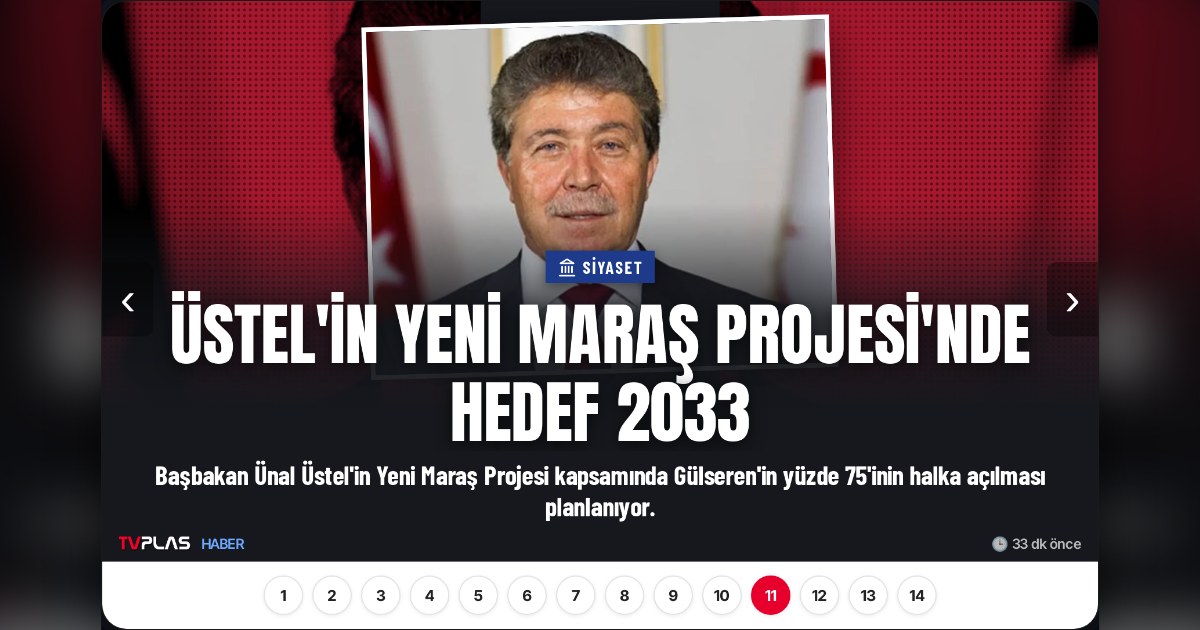 SİYASET
ÜSTEL'İN YENİ MARAŞ PROJESİ'NDE
HEDEF 2033
Başbakan Ünal Üstel'in Yeni Maraş Projesi kapsamında Gülseren'in yüzde 75'inin halka açılması
planlanıyor.
TVPLAS HABER
33 dk önce
1 2 3 4 5 6 7 8 9 10 11 12 13 14